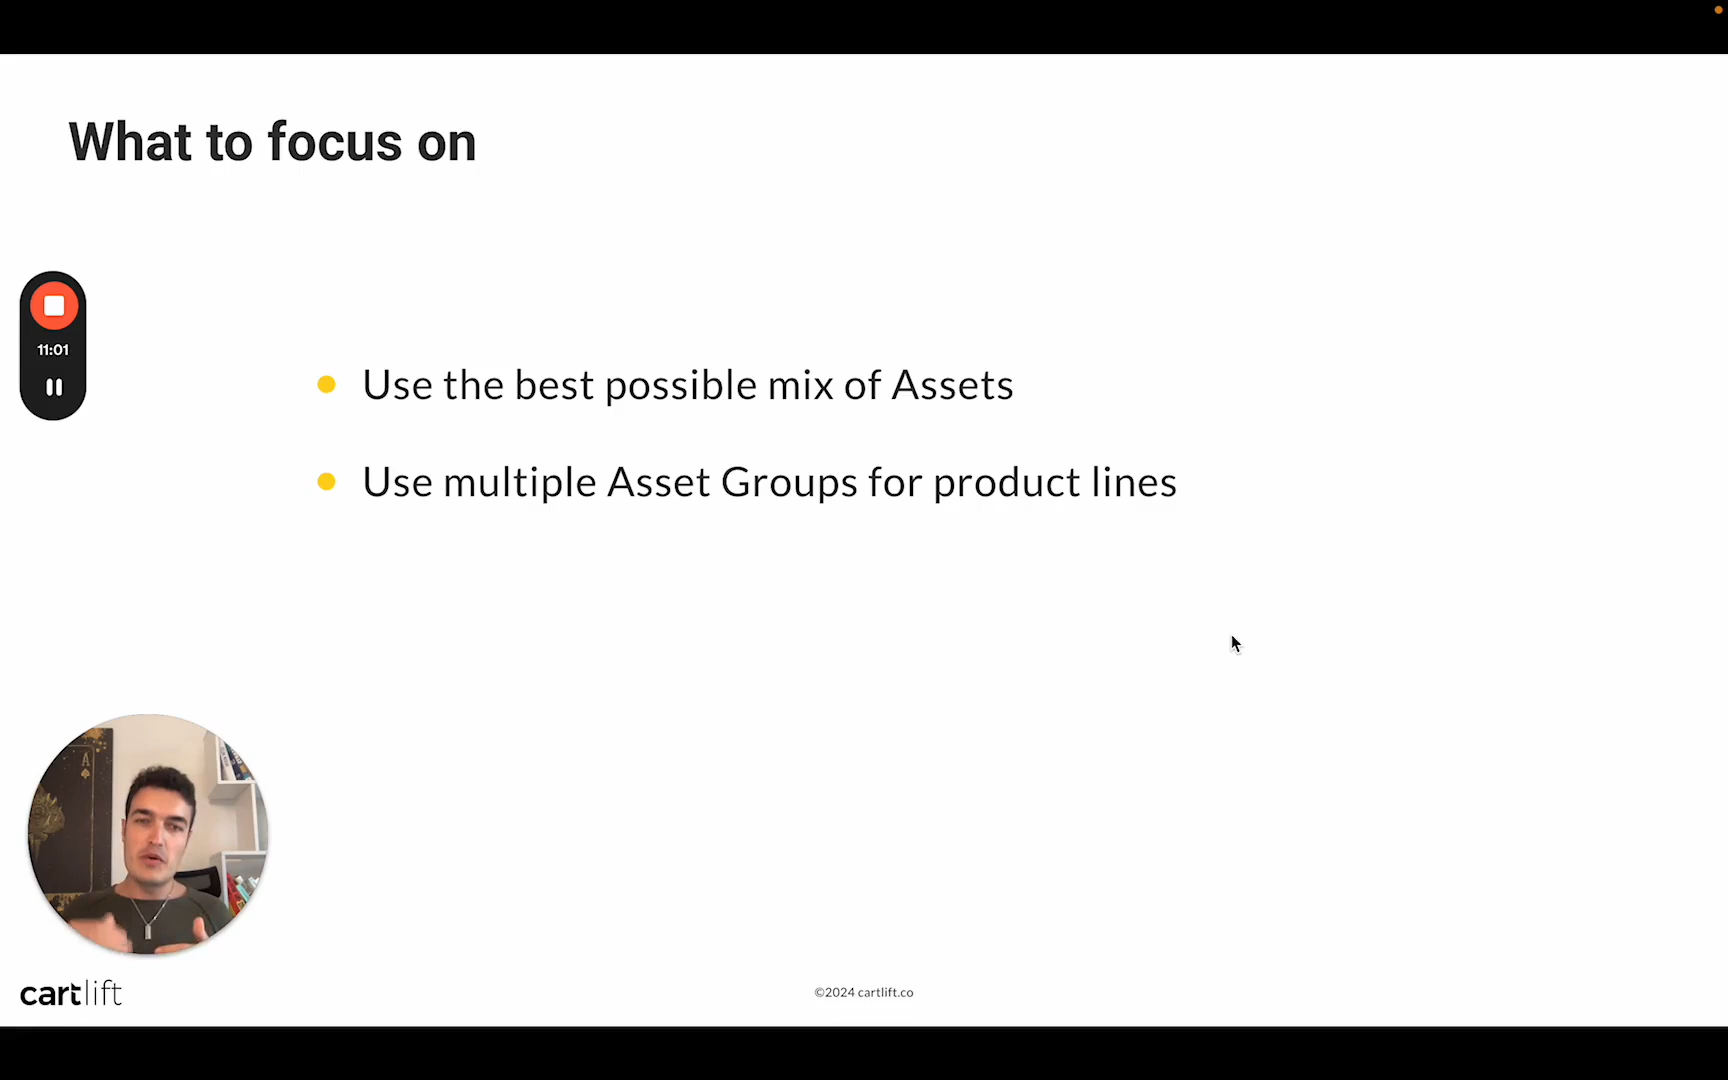 What to focus on
11:01
Use the best possible mix of Assets
Use multiple Asset Groups for product lines
A
cartlift
©2024 cartlift.co